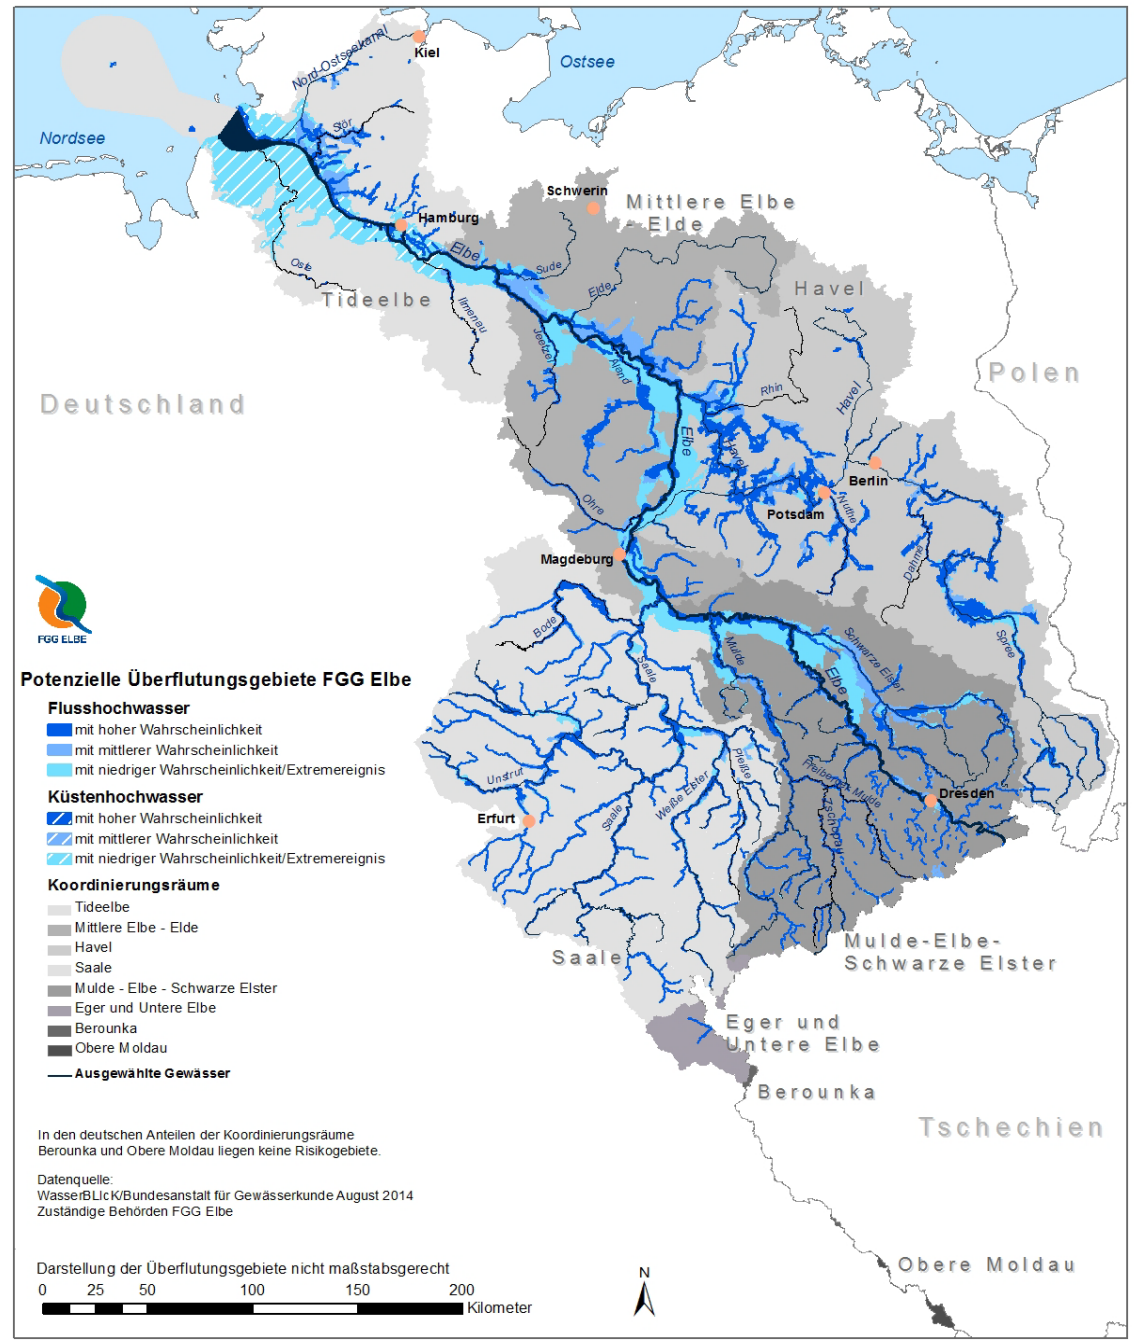 Kiel
Nord-Ostseekanal
Ostsee
Nordsee
Stör
Schwerin
Mittlere Elbe
- Elde
Hamburg
Elbe
Sude
Oste
Elde
Havel
Tideelbe
Ilmenau
Jeetzel
Aland
Polen
Rhin
Havel
Deutschland
Elbe
Havel
Berlin
Ohre
Potsdam
Nuthe
Magdeburg
Dahme
FGG ELBE
Bode
Mulde
Schwarze Elster
Spree
Saale
Elbe
Potenzielle Überflutungsgebiete FGG Elbe
Flusshochwasser
mit hoher Wahrscheinlichkeit
mit mittlerer Wahrscheinlichkeit
mit niedriger Wahrscheinlichkeit/Extremereignis
Küstenhochwasser
mit hoher Wahrscheinlichkeit
mit mittlerer Wahrscheinlichkeit
mit niedriger Wahrscheinlichkeit/Extremereignis
Koordinierungsräume
Tideelbe
Mittlere Elbe - Elde
Havel
Saale
Mulde - Elbe - Schwarze Elster
Eger und Untere Elbe
Berounka
Obere Moldau
Ausgewählte Gewässer
Unstrut
Pleiße
Freiberger Mulde
Dresden
Weiße Elster
Erfurt
Saale
Zschopau
Saale
Mulde-Elbe-
Schwarze Elster
Eger und
Untere Elbe
Berounka
Tschechien
In den deutschen Anteilen der Koordinierungsräume
Berounka und Obere Moldau liegen keine Risikogebiete.
Datenquelle:
WasserBLIcK/Bundesanstalt für Gewässerkunde August 2014
Zuständige Behörden FGG Elbe
Obere Moldau
Darstellung der Überflutungsgebiete nicht maßstabsgerecht
0 25 50 100 150 200
Kilometer
N